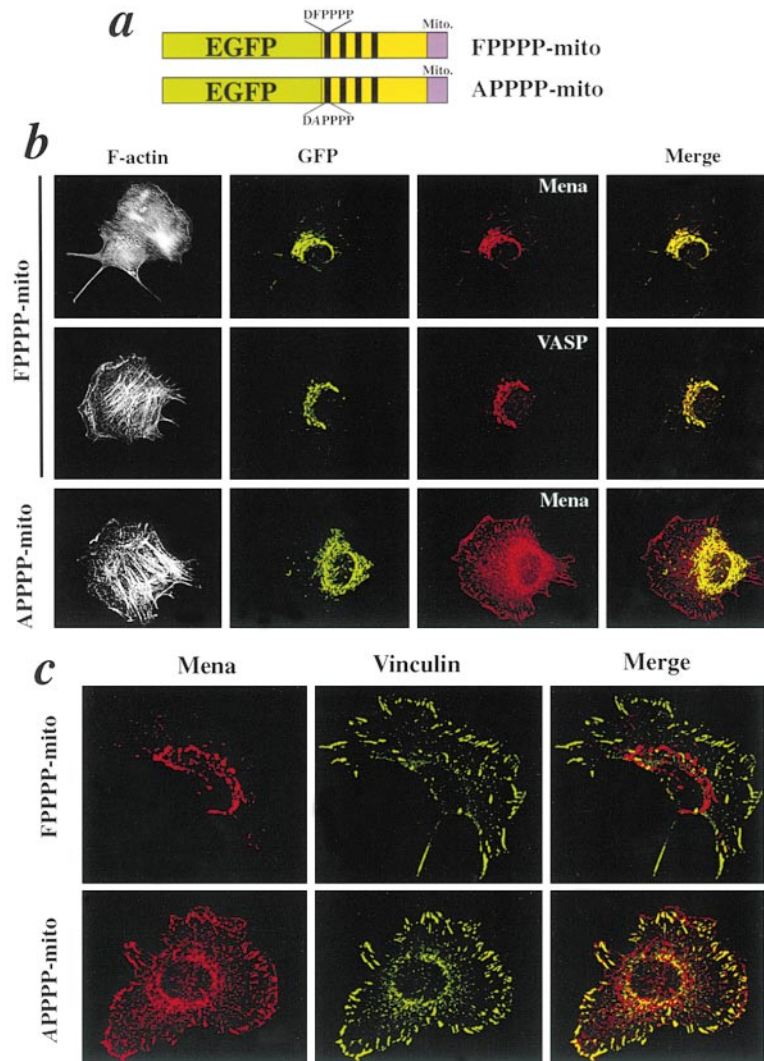 a
DFPPPP
Mito.
EGFP
FPPPP-mito
Mito.
EGFP
APPPP-mito
DAPPPP
b
F-actin GFP Merge
FPPPP-mito
Mena
VASP
APPPP-mito
Mena
c
Mena Vinculin Merge
FPPPP-mito
APPPP-mito